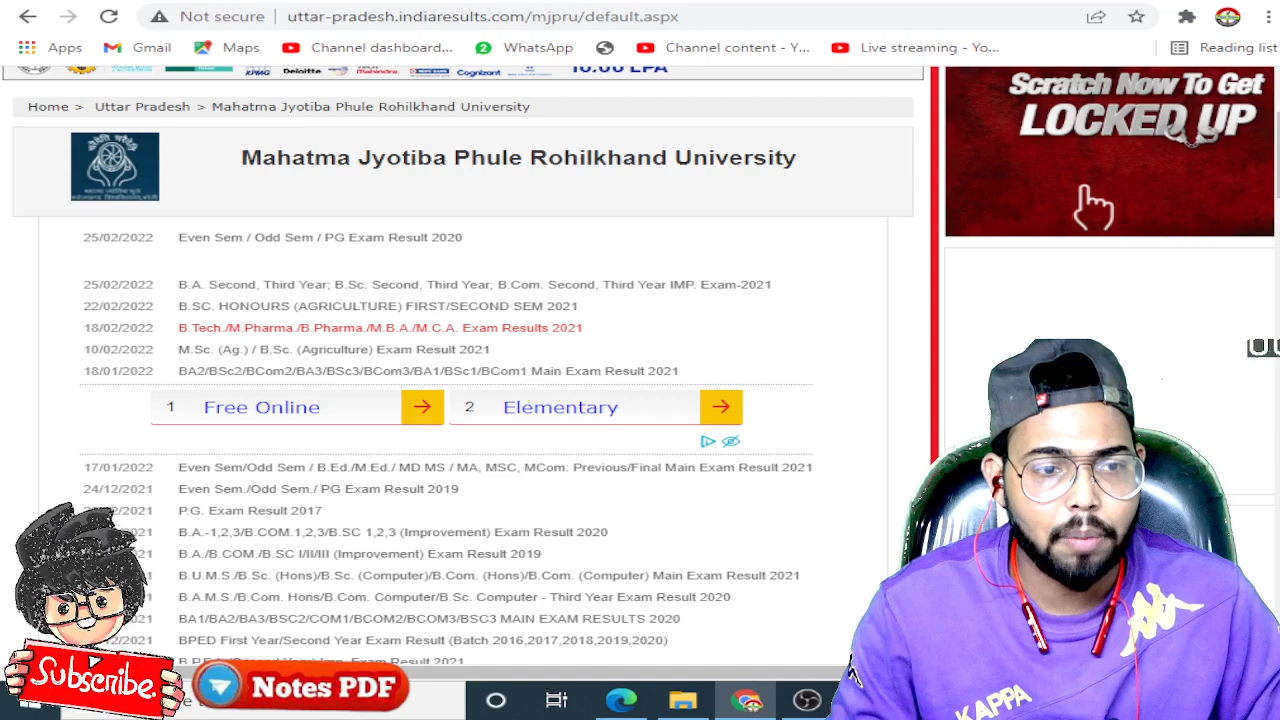 Not secure | uttar-pradesh.indiaresults.com/mjpru/default.aspx
Apps Gmail Maps Channel dashboard... WhatsApp Channel content - Y... Live streaming - Yo... Reading list
KPMG Deloitte. Tech Mahindra HDFC BANK Cognizant 10.00 LPA
Scratch Now To Get
LOCKED UP
Home > Uttar Pradesh > Mahatma Jyotiba Phule Rohilkhand University
Mahatma Jyotiba Phule Rohilkhand University
25/02/2022 Even Sem / Odd Sem / PG Exam Result 2020
25/02/2022 B.A. Second, Third Year; B.Sc. Second, Third Year; B.Com. Second, Third Year IMP. Exam-2021
22/02/2022 B.SC. HONOURS (AGRICULTURE) FIRST/SECOND SEM 2021
18/02/2022 B.Tech./M.Pharma./B.Pharma./M.B.A./M.C.A. Exam Results 2021
10/02/2022 M.Sc. (Ag.) / B.Sc. (Agriculture) Exam Result 2021
18/01/2022 BA2/BSc2/BCom2/BA3/BSc3/BCom3/BA1/BSc1/BCom1 Main Exam Result 2021
1 Free Online 2 Elementary
17/01/2022 Even Sem/Odd Sem / B.Ed./M.Ed./ MD MS / MA, MSC, MCom: Previous/Final Main Exam Result 2021
24/12/2021 Even Sem./Odd Sem./ PG Exam Result 2019
P.G. Exam Result 2017
B.A.-1,2,3/B.COM.1,2,3/B.SC 1,2,3 (Improvement) Exam Result 2020
B.A./B.COM./B.SC I/II/III (Improvement) Exam Result 2019
B.U.M.S./B.Sc. (Hons)/B.Sc. (Computer)/B.Com. (Hons)/B.Com. (Computer) Main Exam Result 2021
B.A.M.S./B.Com. Hons/B.Com. Computer/B.Sc. Computer - Third Year Exam Result 2020
BA1/BA2/BA3/BSC2/COM1/BCOM2/BCOM3/BSC3 MAIN EXAM RESULTS 2020
BPED First Year/Second Year Exam Result (Batch 2016,2017,2018,2019,2020)
Subscribe.
Notes PDF
KAPPA